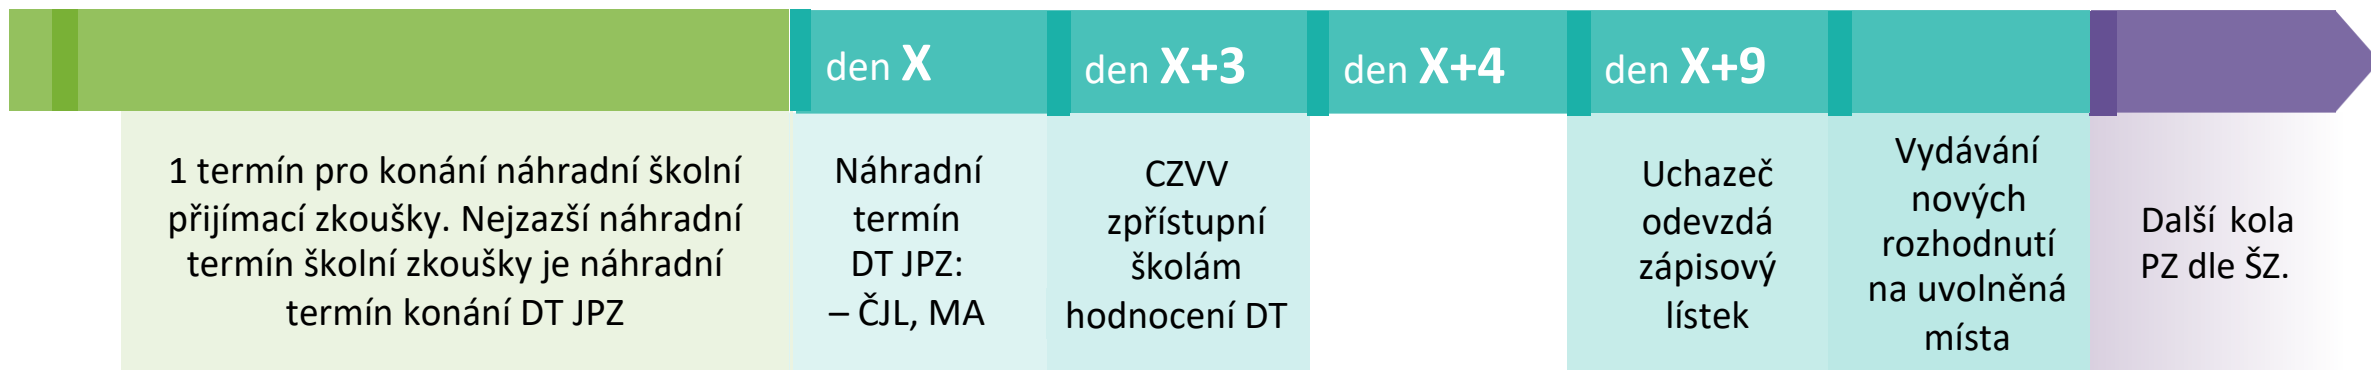 den X
den X+3
den X+4
den X+9
1 termín pro konání náhradní školní
přijímací zkoušky. Nejzazší náhradní
termín školní zkoušky je náhradní
termín konání DT JPZ
Náhradní
termín
DT JPZ:
– ČJL, MA
CZVV
zpřístupní
školám
hodnocení DT
Uchazeč
odevzdá
zápisový
lístek
Vydávání
nových
rozhodnutí
na uvolněná
místa
Další kola
PZ dle ŠZ.